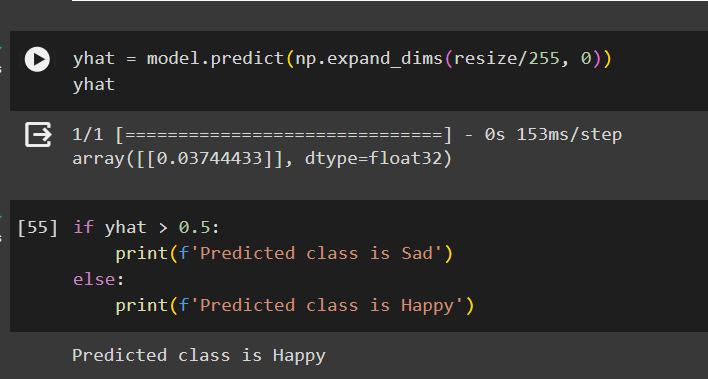 yhat = model.predict(np.expand_dims(resize/255, 0))
yhat
1/1 [==============================] - 0s 153ms/step
array([[0.03744433]], dtype=float32)
[55] if yhat > 0.5:
    print(f'Predicted class is Sad')
else:
    print(f'Predicted class is Happy')
Predicted class is Happy